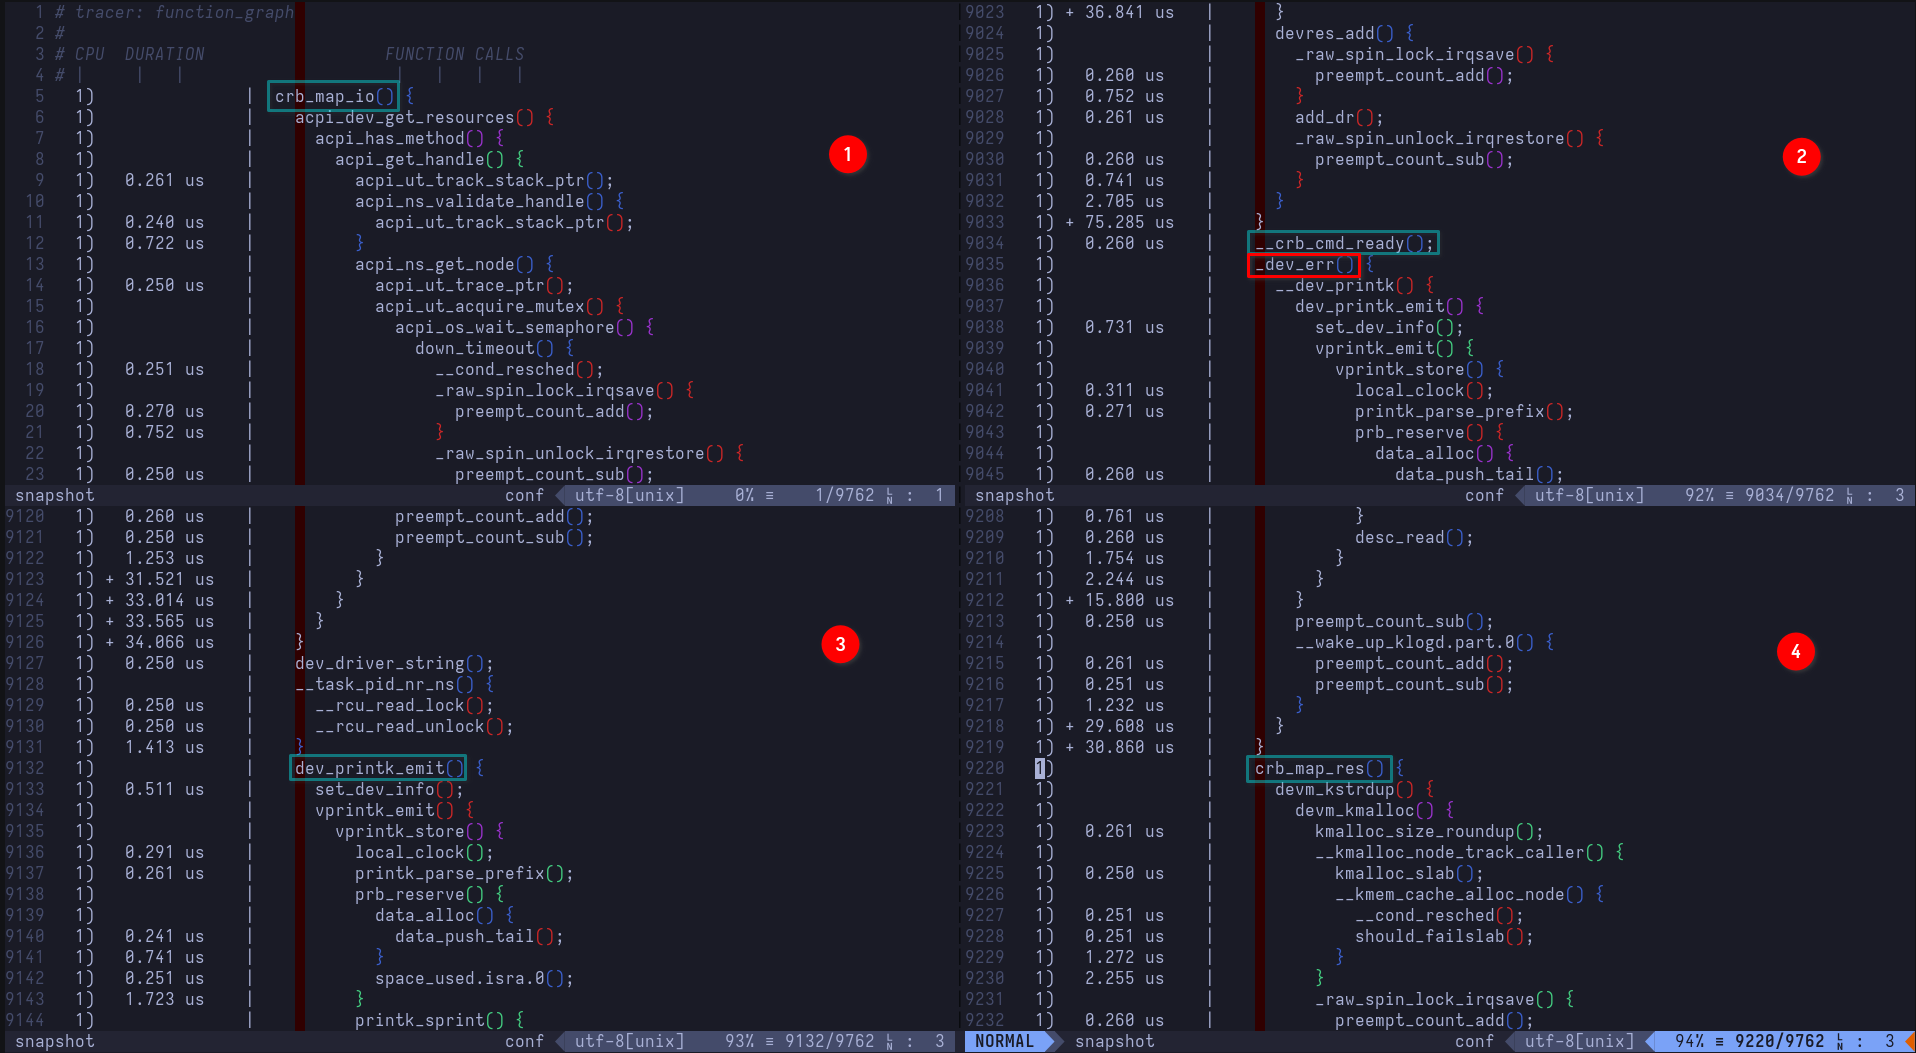 1 # tracer: function_graph
2 #
3 # CPU  DURATION                  FUNCTION CALLS
4 # |     |   |                     |   |   |   |
5   1)               |  crb_map_io() {
6   1)               |    acpi_dev_get_resources() {
7   1)               |      acpi_has_method() {
8   1)               |        acpi_get_handle() {
9   1)   0.261 us    |          acpi_ut_track_stack_ptr();
10   1)               |          acpi_ns_validate_handle() {
11   1)   0.240 us    |            acpi_ut_track_stack_ptr();
12   1)   0.722 us    |          }
13   1)               |          acpi_ns_get_node() {
14   1)   0.250 us    |            acpi_ut_trace_ptr();
15   1)               |            acpi_ut_acquire_mutex() {
16   1)               |              acpi_os_wait_semaphore() {
17   1)               |                down_timeout() {
18   1)   0.251 us    |                  __cond_resched();
19   1)               |                  _raw_spin_lock_irqsave() {
20   1)   0.270 us    |                    preempt_count_add();
21   1)   0.752 us    |                  }
22   1)               |                  _raw_spin_unlock_irqrestore() {
23   1)   0.250 us    |                    preempt_count_sub();
1
snapshot conf utf-8[unix] 0% ≡ 1/9762 LN : 1
9023   1) + 36.841 us   |      }
9024   1)               |      devres_add() {
9025   1)               |        _raw_spin_lock_irqsave() {
9026   1)   0.260 us    |          preempt_count_add();
9027   1)   0.752 us    |        }
9028   1)   0.261 us    |        add_dr();
9029   1)               |        _raw_spin_unlock_irqrestore() {
9030   1)   0.260 us    |          preempt_count_sub();
9031   1)   0.741 us    |        }
9032   1)   2.705 us    |      }
9033   1) + 75.285 us   |    }
9034   1)   0.260 us    |    __crb_cmd_ready();
9035   1)               |    _dev_err() {
9036   1)               |      __dev_printk() {
9037   1)               |        dev_printk_emit() {
9038   1)   0.731 us    |          set_dev_info();
9039   1)               |          vprintk_emit() {
9040   1)               |            vprintk_store() {
9041   1)   0.311 us    |              local_clock();
9042   1)   0.271 us    |              printk_parse_prefix();
9043   1)               |              prb_reserve() {
9044   1)               |                data_alloc() {
9045   1)   0.260 us    |                  data_push_tail();
2
snapshot conf utf-8[unix] 92% ≡ 9034/9762 LN : 3
9120   1)   0.260 us    |              preempt_count_add();
9121   1)   0.250 us    |              preempt_count_sub();
9122   1)   1.253 us    |            }
9123   1) + 31.521 us   |          }
9124   1) + 33.014 us   |        }
9125   1) + 33.565 us   |      }
9126   1) + 34.066 us   |    }
9127   1)   0.250 us    |    dev_driver_string();
9128   1)               |    __task_pid_nr_ns() {
9129   1)   0.250 us    |      __rcu_read_lock();
9130   1)   0.250 us    |      __rcu_read_unlock();
9131   1)   1.413 us    |    }
9132   1)               |    dev_printk_emit() {
9133   1)   0.511 us    |      set_dev_info();
9134   1)               |      vprintk_emit() {
9135   1)               |        vprintk_store() {
9136   1)   0.291 us    |          local_clock();
9137   1)   0.261 us    |          printk_parse_prefix();
9138   1)               |          prb_reserve() {
9139   1)               |            data_alloc() {
9140   1)   0.241 us    |              data_push_tail();
9141   1)   0.741 us    |            }
9142   1)   0.251 us    |            space_used.isra.0();
9143   1)   1.723 us    |          }
9144   1)               |          printk_sprint() {
3
snapshot conf utf-8[unix] 93% ≡ 9132/9762 LN : 3
9208   1)   0.761 us    |              }
9209   1)   0.260 us    |              desc_read();
9210   1)   1.754 us    |            }
9211   1)   2.244 us    |          }
9212   1) + 15.800 us   |        }
9213   1)   0.250 us    |        preempt_count_sub();
9214   1)               |        __wake_up_klogd.part.0() {
9215   1)   0.261 us    |          preempt_count_add();
9216   1)   0.251 us    |          preempt_count_sub();
9217   1)   1.232 us    |        }
9218   1) + 29.608 us   |      }
9219   1) + 30.860 us   |    }
9220   1)               |    crb_map_res() {
9221   1)               |      devm_kstrdup() {
9222   1)               |        devm_kmalloc() {
9223   1)   0.261 us    |          kmalloc_size_roundup();
9224   1)               |          __kmalloc_node_track_caller() {
9225   1)   0.250 us    |            kmalloc_slab();
9226   1)               |            __kmem_cache_alloc_node() {
9227   1)   0.251 us    |              __cond_resched();
9228   1)   0.251 us    |              should_failslab();
9229   1)   1.272 us    |            }
9230   1)   2.255 us    |          }
9231   1)               |          _raw_spin_lock_irqsave() {
9232   1)   0.260 us    |            preempt_count_add();
4
NORMAL snapshot conf utf-8[unix] 94% ≡ 9220/9762 LN : 3